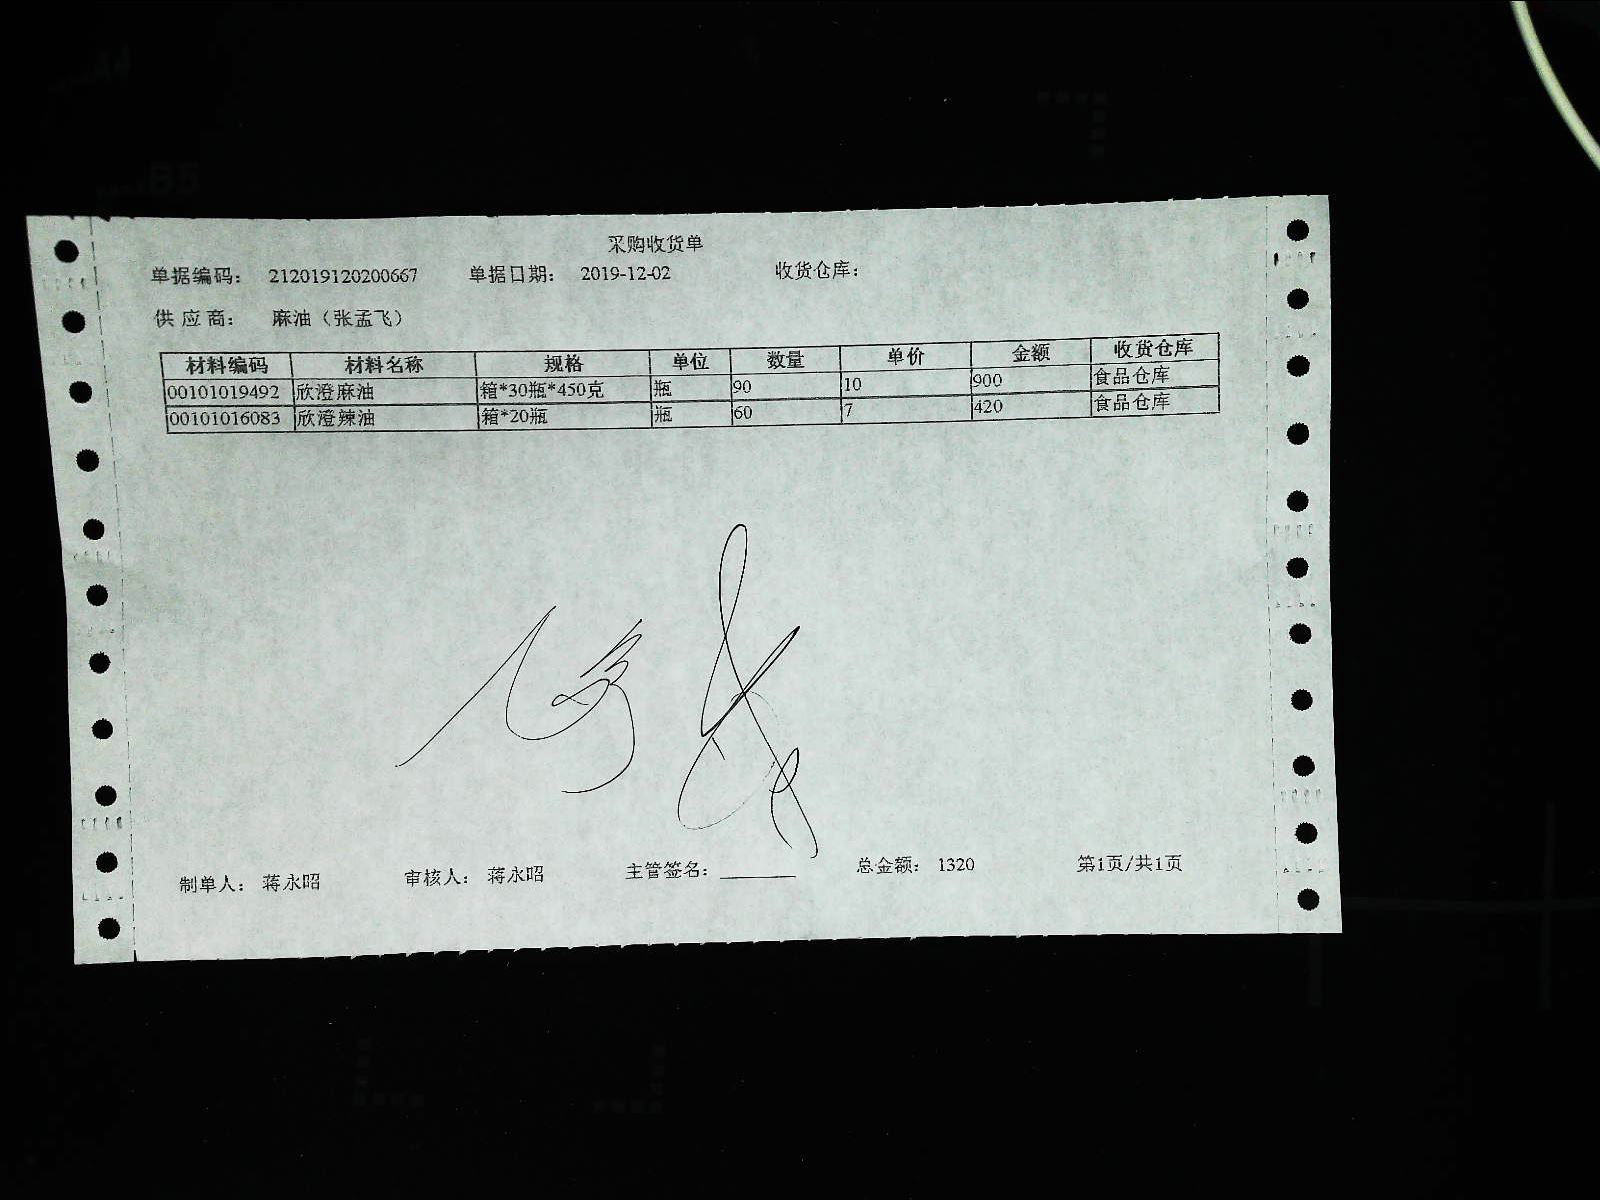 采购收货单
单据编码： 212019120200667 单据日期： 2019-12-02 收货仓库：
供 应 商： 麻油（张孟飞）
材料编码 材料名称 规格 单位 数量 单价 金额 收货仓库
00101019492 欣澄麻油 箱*30瓶*450克 瓶 90 10 900 食品仓库
00101016083 欣澄辣油 箱*20瓶 瓶 60 7 420 食品仓库
制单人： 蒋永昭 审核人： 蒋永昭 主管签名：________ 总金额： 1320 第1页/共1页